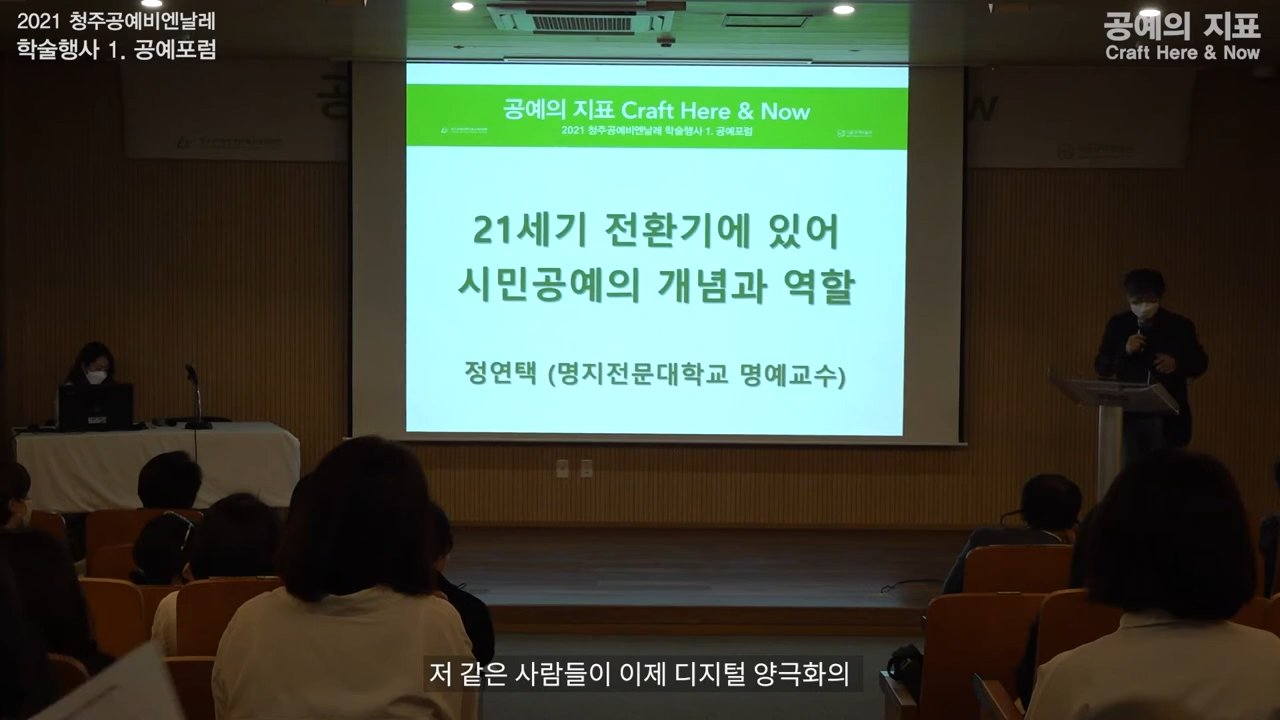 2021 청주공예비엔날레
학술행사 1. 공예포럼
공예의 지표
Craft Here & Now
공예의 지표 Craft Here & Now
2021 청주공예비엔날레 학술행사 1. 공예포럼
21세기 전환기에 있어
시민공예의 개념과 역할
정연택 (명지전문대학교 명예교수)
저 같은 사람들이 이제 디지털 양극화의